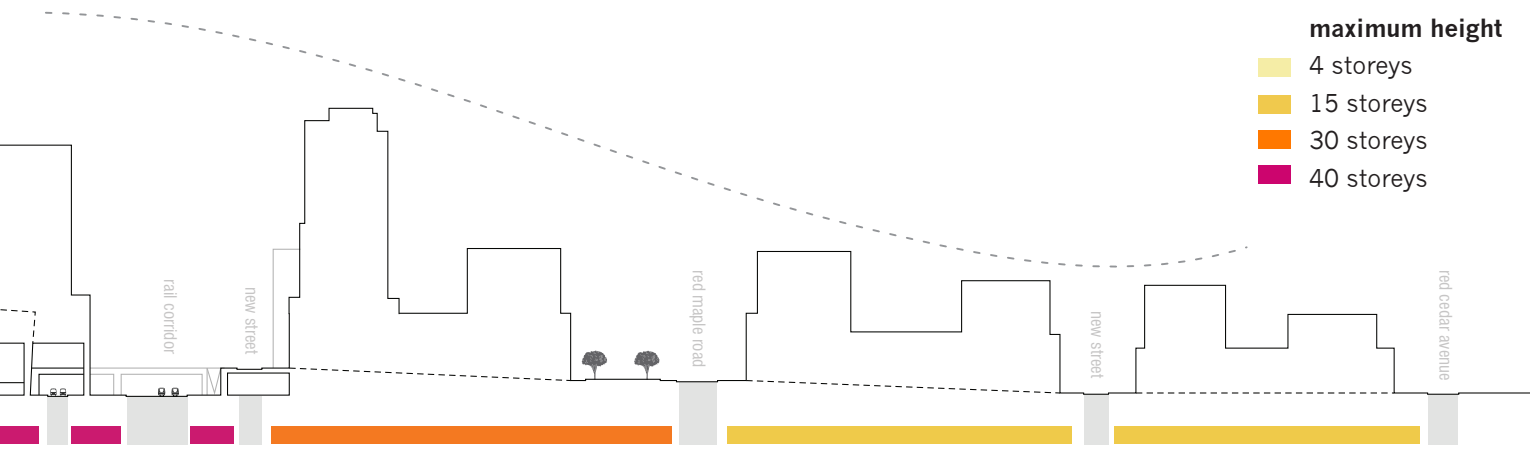 maximum height
4 storeys
15 storeys
30 storeys
40 storeys
rail corridor
new street
red maple road
new street
red cedar avenue